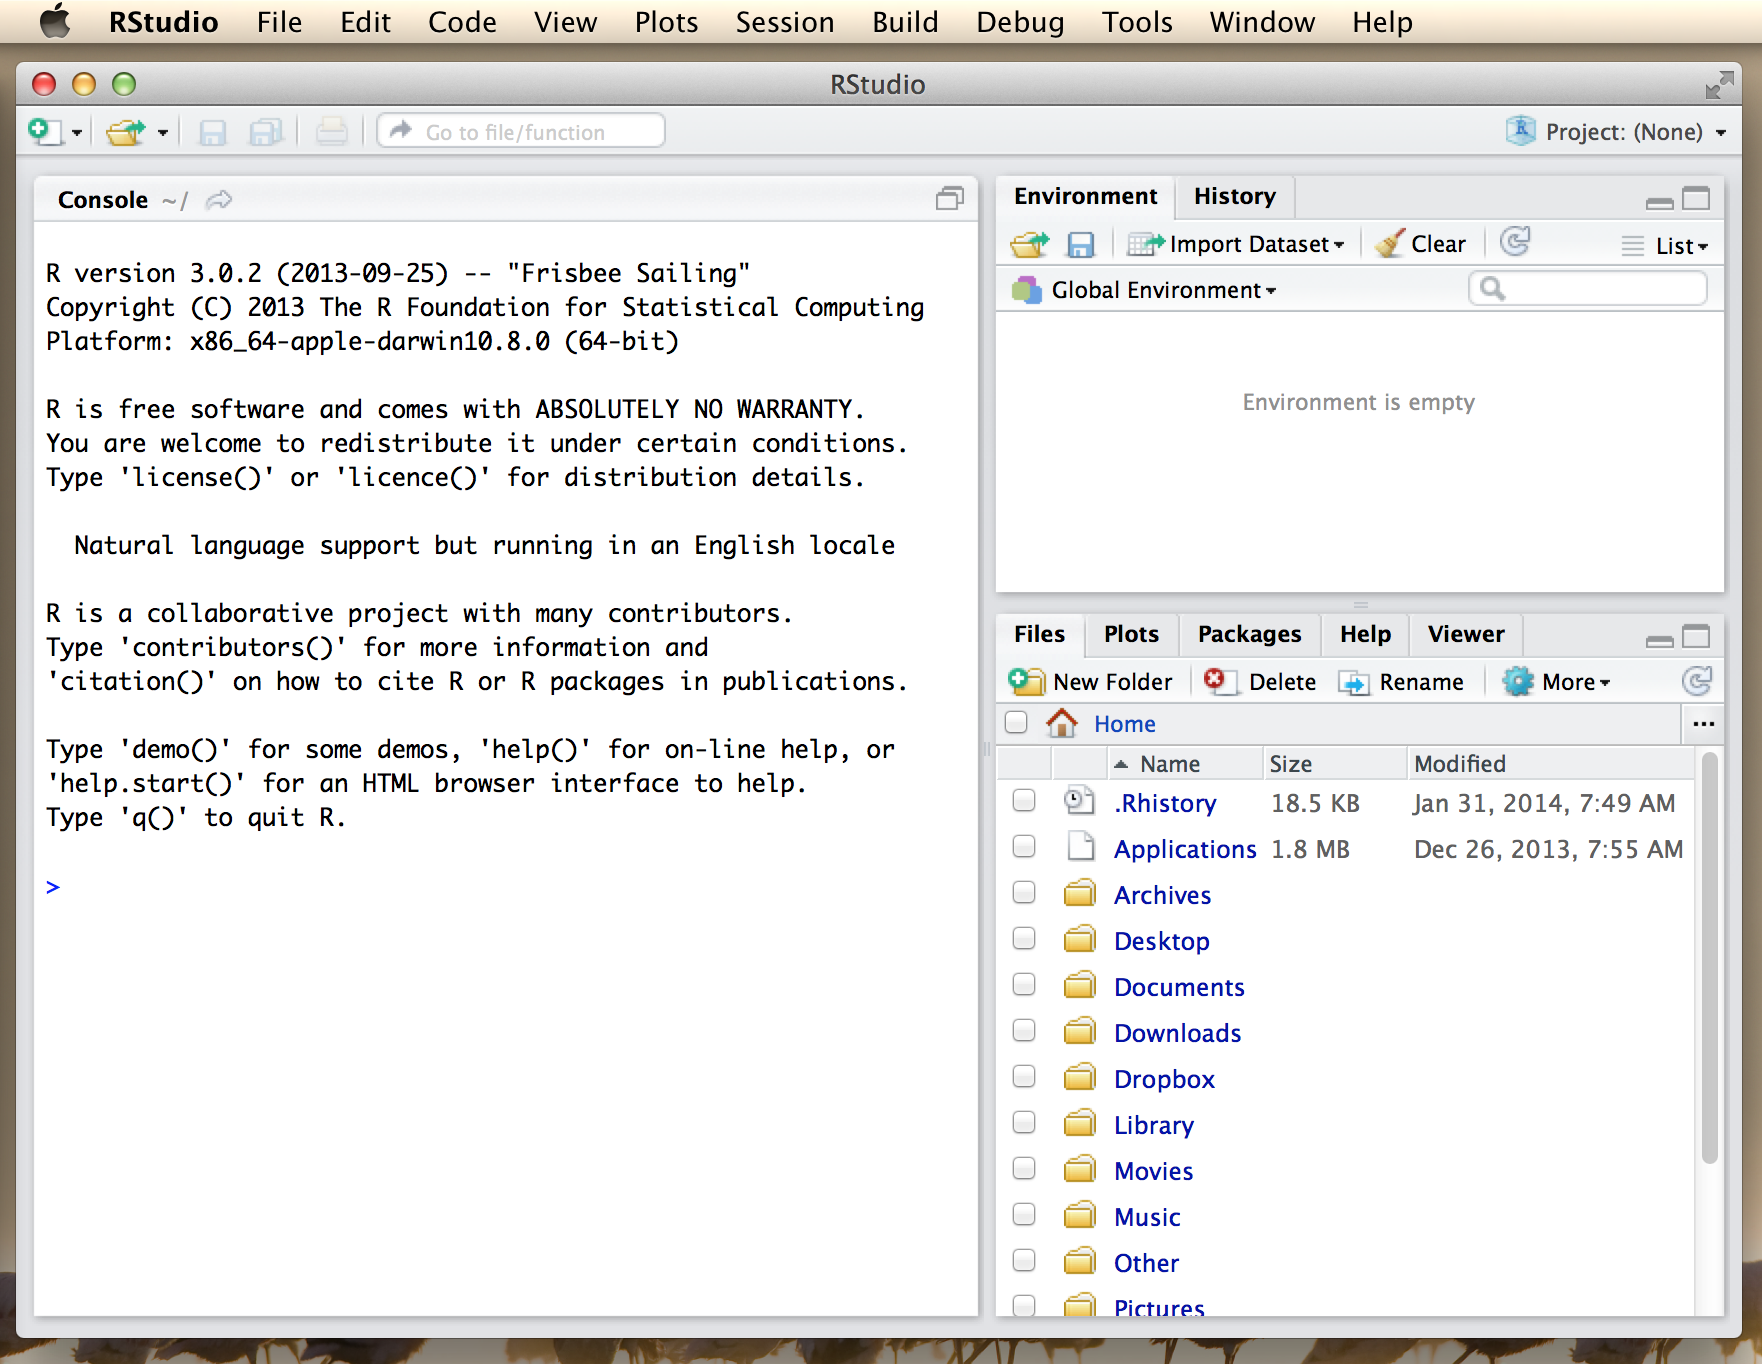 RStudio File Edit Code View Plots Session Build Debug Tools Window Help
RStudio
Go to file/function
Project: (None)
Console ~/
R version 3.0.2 (2013-09-25) -- "Frisbee Sailing"
Copyright (C) 2013 The R Foundation for Statistical Computing
Platform: x86_64-apple-darwin10.8.0 (64-bit)
R is free software and comes with ABSOLUTELY NO WARRANTY.
You are welcome to redistribute it under certain conditions.
Type 'license()' or 'licence()' for distribution details.
Natural language support but running in an English locale
R is a collaborative project with many contributors.
Type 'contributors()' for more information and
'citation()' on how to cite R or R packages in publications.
Type 'demo()' for some demos, 'help()' for on-line help, or
'help.start()' for an HTML browser interface to help.
Type 'q()' to quit R.
>
Environment History
Import Dataset Clear List
Global Environment
Environment is empty
Files Plots Packages Help Viewer
New Folder Delete Rename More
Home ...
Name Size Modified
.Rhistory 18.5 KB Jan 31, 2014, 7:49 AM
Applications 1.8 MB Dec 26, 2013, 7:55 AM
Archives
Desktop
Documents
Downloads
Dropbox
Library
Movies
Music
Other
Pictures